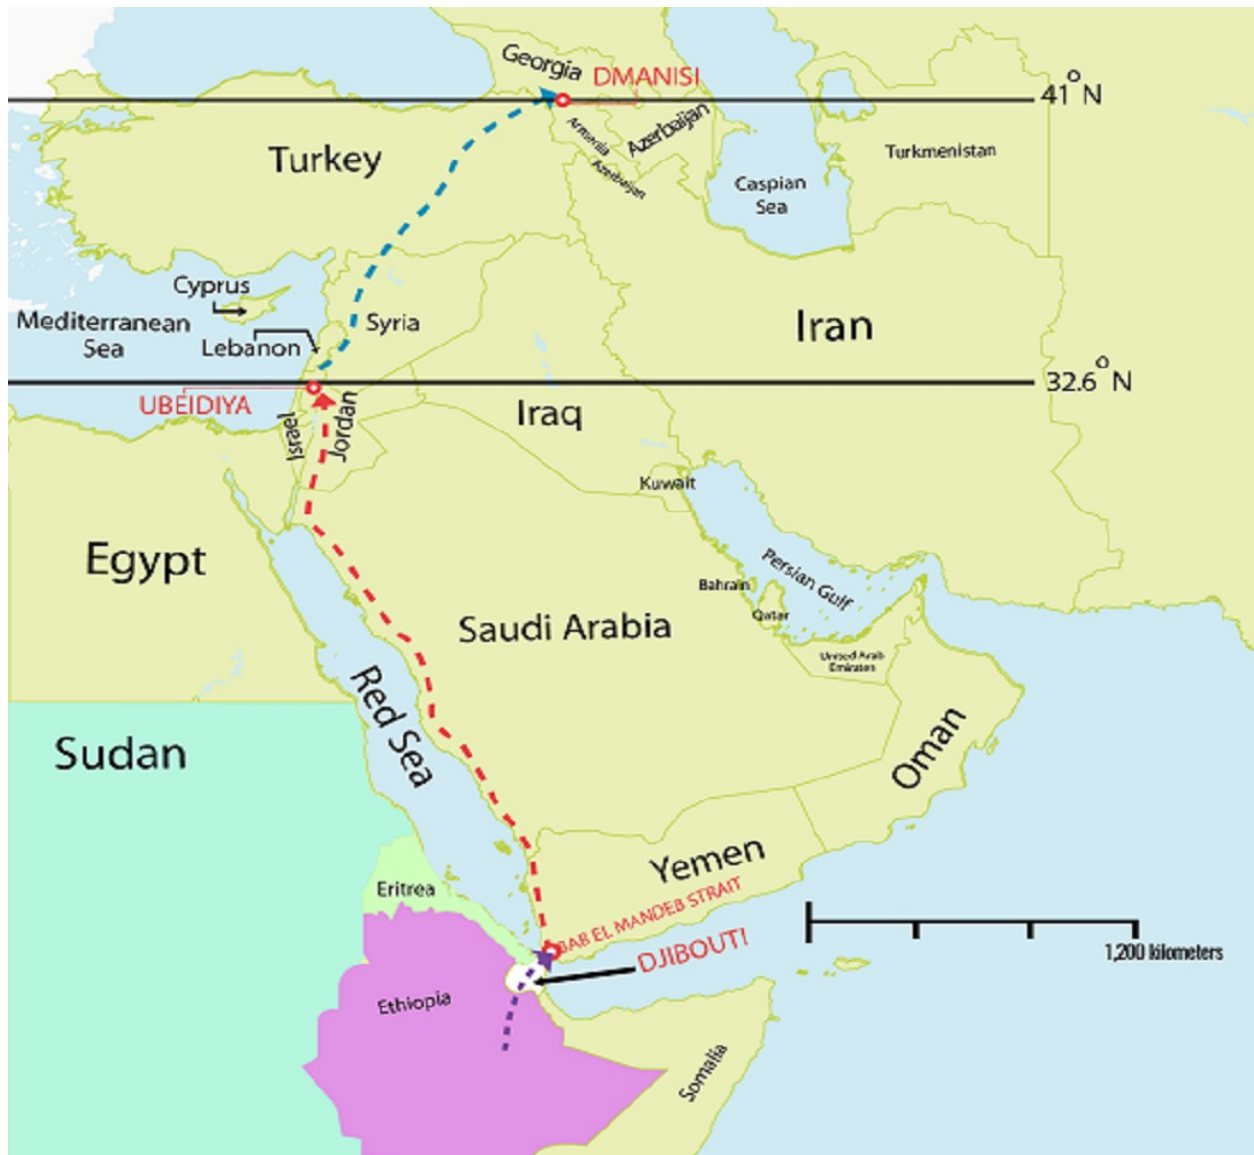 Georgia
DMANISI
41°N
Armenia
Azerbaijan
Azerbaijan
Turkey
Turkmenistan
Caspian
Sea
Cyprus
Mediterranean
Sea
Lebanon
Syria
Iran
32.6°N
UBEIDIYA
Israel
Jordan
Iraq
Kuwait
Egypt
Persian Gulf
Bahrain
Qatar
Saudi Arabia
United Arab
Emirates
Red Sea
Sudan
Oman
Yemen
Eritrea
BAB EL MANDEB STRAIT
DJIBOUTI
1,200 kilometers
Ethiopia
Somalia